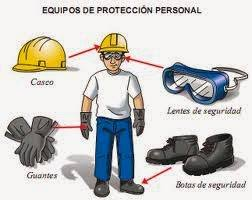 EQUIPOS DE PROTECCIÓN PERSONAL
Casco
Lentes de seguridad
Guantes
Botas de seguridad